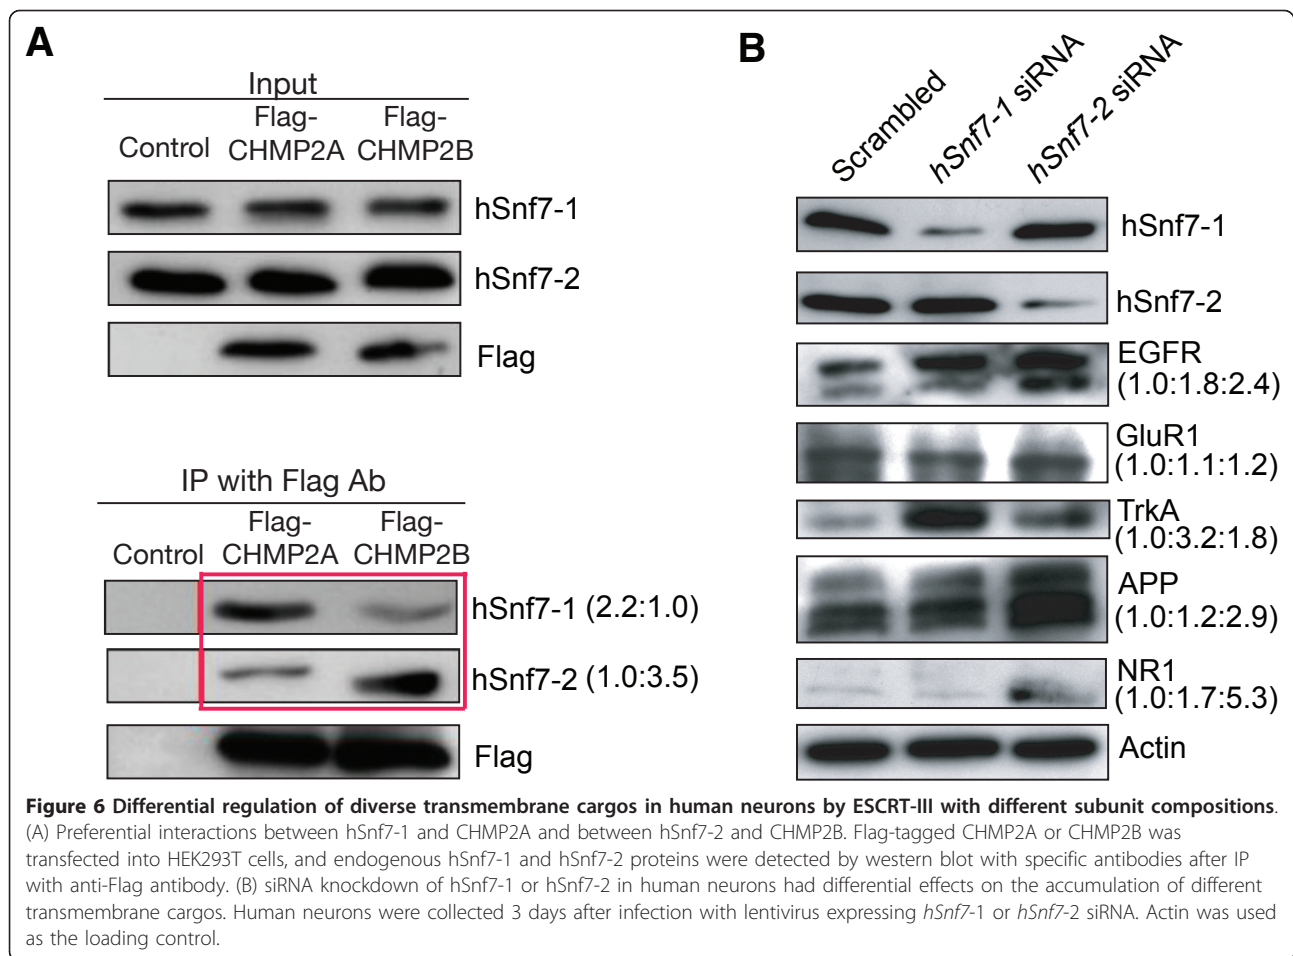 A
Input
Control
Flag-
CHMP2A
Flag-
CHMP2B
hSnf7-1
hSnf7-2
Flag
IP with Flag Ab
Control
Flag-
CHMP2A
Flag-
CHMP2B
hSnf7-1 (2.2:1.0)
hSnf7-2 (1.0:3.5)
Flag
B
Scrambled
hSnf7-1 siRNA
hSnf7-2 siRNA
hSnf7-1
hSnf7-2
EGFR
(1.0:1.8:2.4)
GluR1
(1.0:1.1:1.2)
TrkA
(1.0:3.2:1.8)
APP
(1.0:1.2:2.9)
NR1
(1.0:1.7:5.3)
Actin
Figure 6 Differential regulation of diverse transmembrane cargos in human neurons by ESCRT-III with different subunit compositions.
(A) Preferential interactions between hSnf7-1 and CHMP2A and between hSnf7-2 and CHMP2B. Flag-tagged CHMP2A or CHMP2B was
transfected into HEK293T cells, and endogenous hSnf7-1 and hSnf7-2 proteins were detected by western blot with specific antibodies after IP
with anti-Flag antibody. (B) siRNA knockdown of hSnf7-1 or hSnf7-2 in human neurons had differential effects on the accumulation of different
transmembrane cargos. Human neurons were collected 3 days after infection with lentivirus expressing hSnf7-1 or hSnf7-2 siRNA. Actin was used
as the loading control.